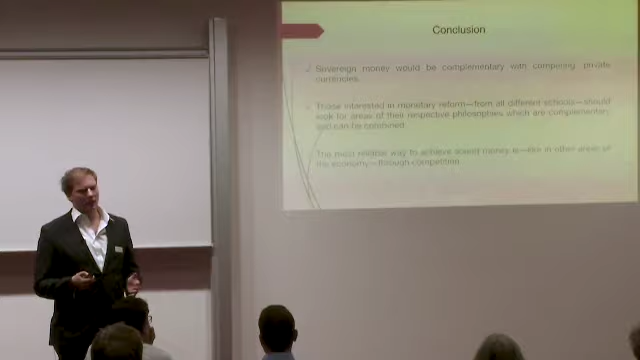 Conclusion
Sovereign money would be complementary with competing private
currencies.
Those interested in monetary reform—from all different schools—should
look for areas of their respective philosophies which are complementary
and can be combined.
The most reliable way to achieve sound money is—like in other areas of
the economy—through competition.